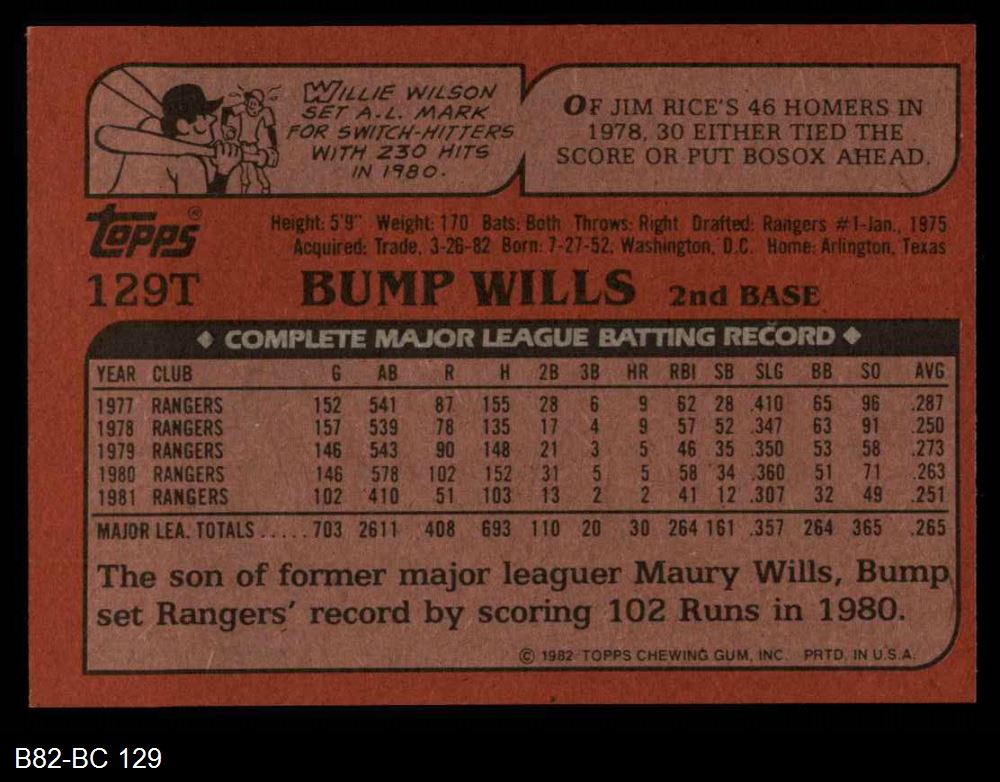 WILLIE WILSON
SET A.L. MARK
FOR SWITCH-HITTERS
WITH 230 HITS
IN 1980.
OF JIM RICE'S 46 HOMERS IN
1978, 30 EITHER TIED THE
SCORE OR PUT BOSOX AHEAD.
Topps®
Height: 5'9" Weight: 170 Bats: Both Throws: Right Drafted: Rangers #1-Jan., 1975
Acquired: Trade, 3-26-82 Born: 7-27-52, Washington, D.C. Home: Arlington, Texas
129T BUMP WILLS 2nd BASE
◆ COMPLETE MAJOR LEAGUE BATTING RECORD ◆
YEAR CLUB G AB R H 2B 3B HR RBI SB SLG BB SO AVG
1977 RANGERS 152 541 87 155 28 6 9 62 28 .410 65 96 .287
1978 RANGERS 157 539 78 135 17 4 9 57 52 .347 63 91 .250
1979 RANGERS 146 543 90 148 21 3 5 46 35 .350 53 58 .273
1980 RANGERS 146 578 102 152 31 5 5 58 34 .360 51 71 .263
1981 RANGERS 102 410 51 103 13 2 2 41 12 .307 32 49 .251
MAJOR LEA. TOTALS ..... 703 2611 408 693 110 20 30 264 161 .357 264 365 .265
The son of former major leaguer Maury Wills, Bump
set Rangers' record by scoring 102 Runs in 1980.
© 1982 TOPPS CHEWING GUM, INC. PRTD. IN U.S.A.
B82-BC 129